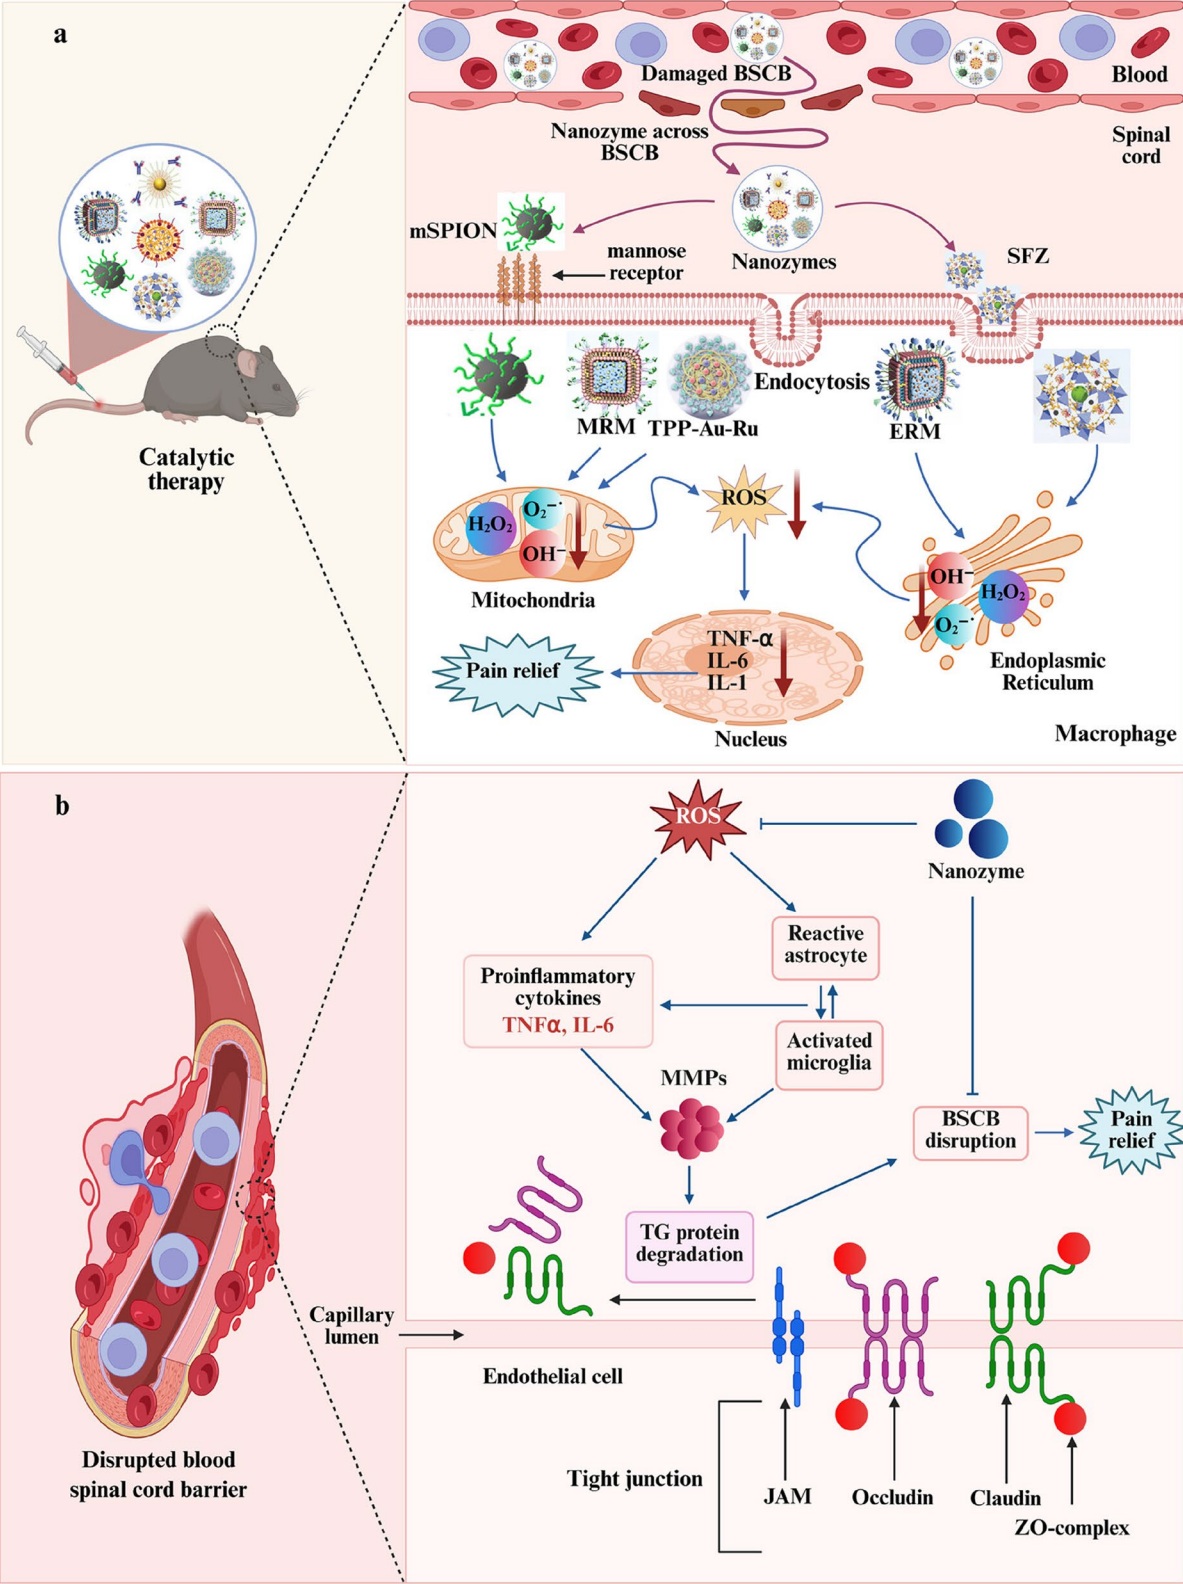 a
Damaged BSCB
Blood
Nanozyme across
BSCB
Spinal
cord
mSPION
mannose
receptor
Nanozymes
SFZ
MRM
TPP-Au-Ru
Endocytosis
ERM
Catalytic
therapy
H₂O₂
O₂⁻·
OH⁻
ROS
Mitochondria
OH⁻
H₂O₂
O₂⁻·
Endoplasmic
Reticulum
TNF-α
IL-6
IL-1
Pain relief
Nucleus
Macrophage
b
ROS
Nanozyme
Reactive
astrocyte
Proinflammatory
cytokines
TNFα, IL-6
Activated
microglia
MMPs
BSCB
disruption
Pain
relief
TG protein
degradation
Capillary
lumen
Endothelial cell
Disrupted blood
spinal cord barrier
Tight junction
JAM
Occludin
Claudin
ZO-complex